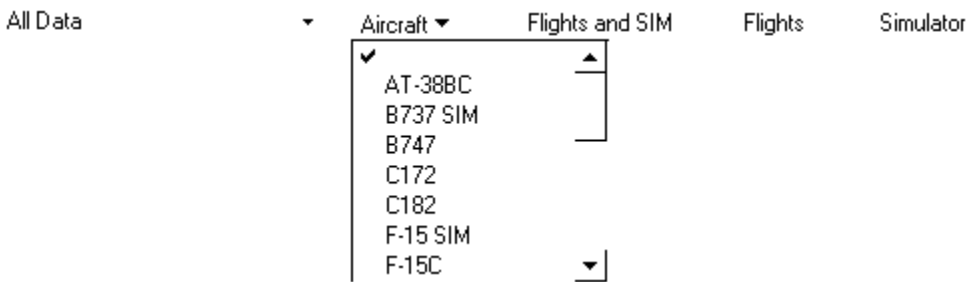 All Data Aircraft Flights and SIM Flights Simulator
AT-38BC
B737 SIM
B747
C172
C182
F-15 SIM
F-15C